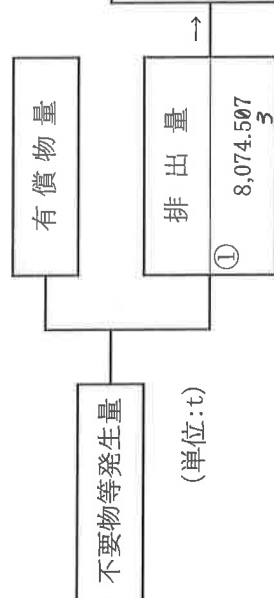 有償物量
不要物等発生量
排出量
→
①
8,074.507
3
(単位:t)